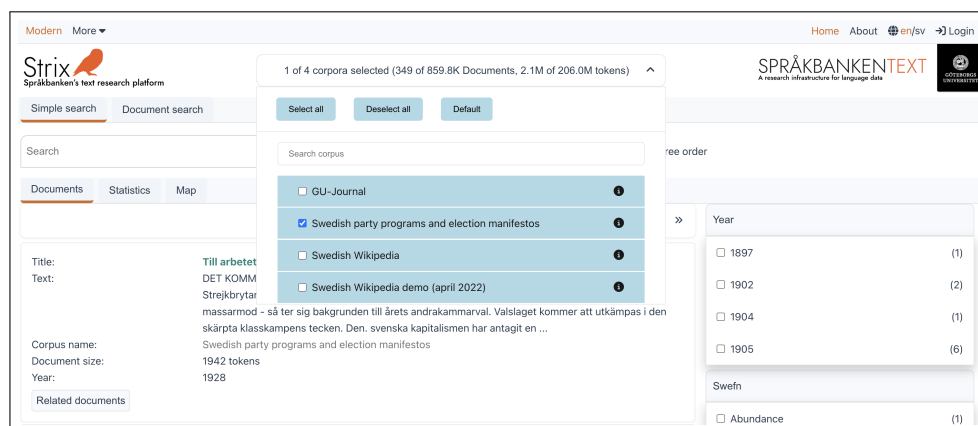 Modern More
Home About en/sv Login
Strix
Språkbanken's text research platform
1 of 4 corpora selected (349 of 859.8K Documents, 2.1M of 206.0M tokens)
SPRÅKBANKENTEXT
A research infrastructure for language data
GÖTEBORGS
UNIVERSITET
Simple search Document search
Select all Deselect all Default
Search
Search corpus
ree order
Documents Statistics Map
GU-Journal
Swedish party programs and election manifestos
Swedish Wikipedia
Swedish Wikipedia demo (april 2022)
»
Title: Till arbetet
Text: DET KOMM
Strejkbrytar
massarmod - så ter sig bakgrunden till årets andrakammarval. Valslaget kommer att utkämpas i den
skärpta klasskampens tecken. Den. svenska kapitalismen har antagit en ...
Corpus name: Swedish party programs and election manifestos
Document size: 1942 tokens
Year: 1928
Related documents
Year
1897 (1)
1902 (2)
1904 (1)
1905 (6)
Swefn
Abundance (1)